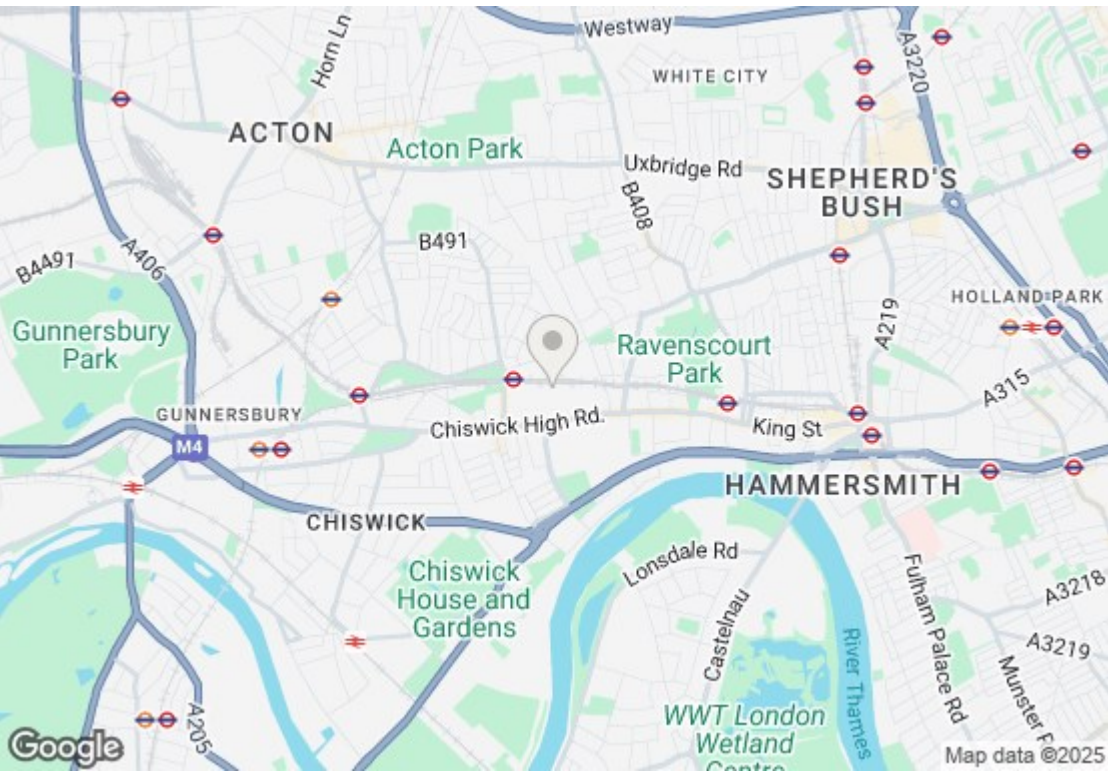 Westway
Horn Ln
WHITE CITY
A3220
ACTON
Acton Park
Uxbridge Rd
SHEPHERD'S
BUSH
B408
B491
B4491
A406
HOLLAND PARK
A219
Gunnersbury
Park
Ravenscourt
Park
A315
GUNNERSBURY
Chiswick High Rd.
King St
M4
HAMMERSMITH
CHISWICK
Lonsdale Rd
Chiswick
House and
Gardens
Fulham Palace Rd
A3218
Castelnau
River Thames
A3219
Munster R
A205
WWT London
Wetland
Centre
Google
Map data ©2025